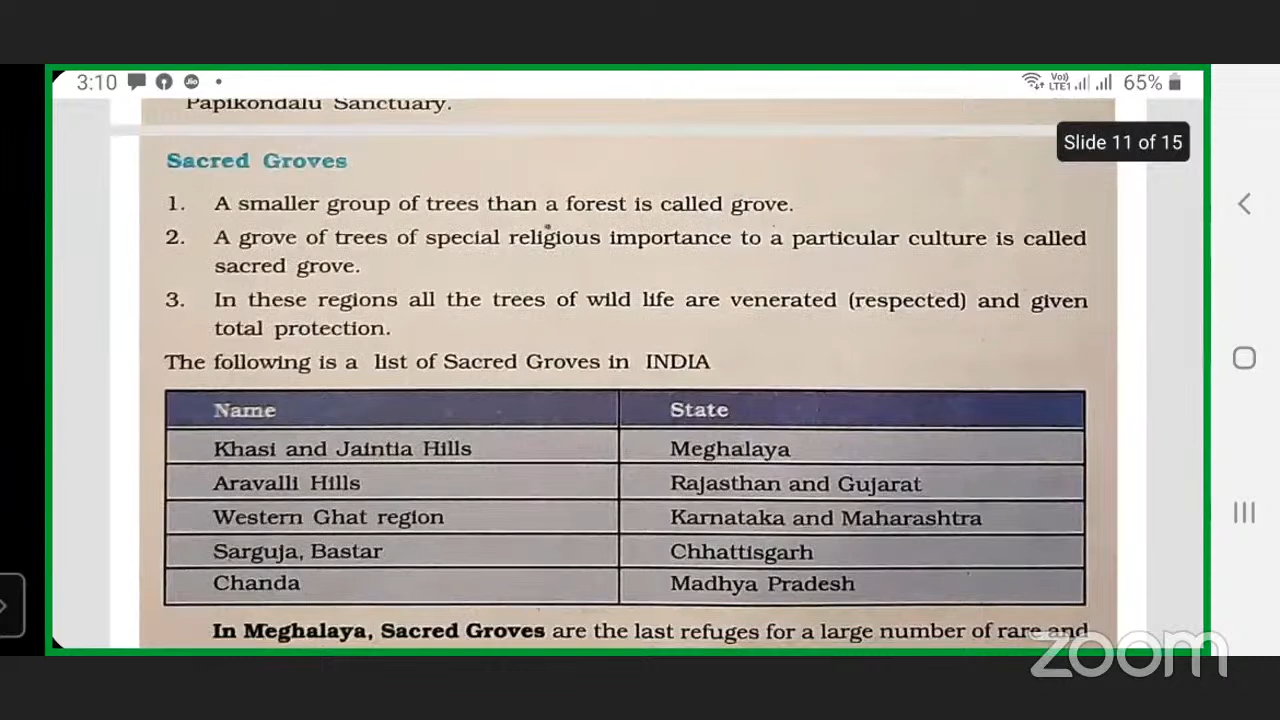 3:10
Vo))
LTE1
65%
Papikondalu Sanctuary.
Slide 11 of 15
Sacred Groves
1. A smaller group of trees than a forest is called grove.
2. A grove of trees of special religious importance to a particular culture is called
sacred grove.
3. In these regions all the trees of wild life are venerated (respected) and given
total protection.
The following is a list of Sacred Groves in INDIA
Name State
Khasi and Jaintia Hills Meghalaya
Aravalli Hills Rajasthan and Gujarat
Western Ghat region Karnataka and Maharashtra
Sarguja, Bastar Chhattisgarh
Chanda Madhya Pradesh
In Meghalaya, Sacred Groves are the last refuges for a large number of rare and
zoom